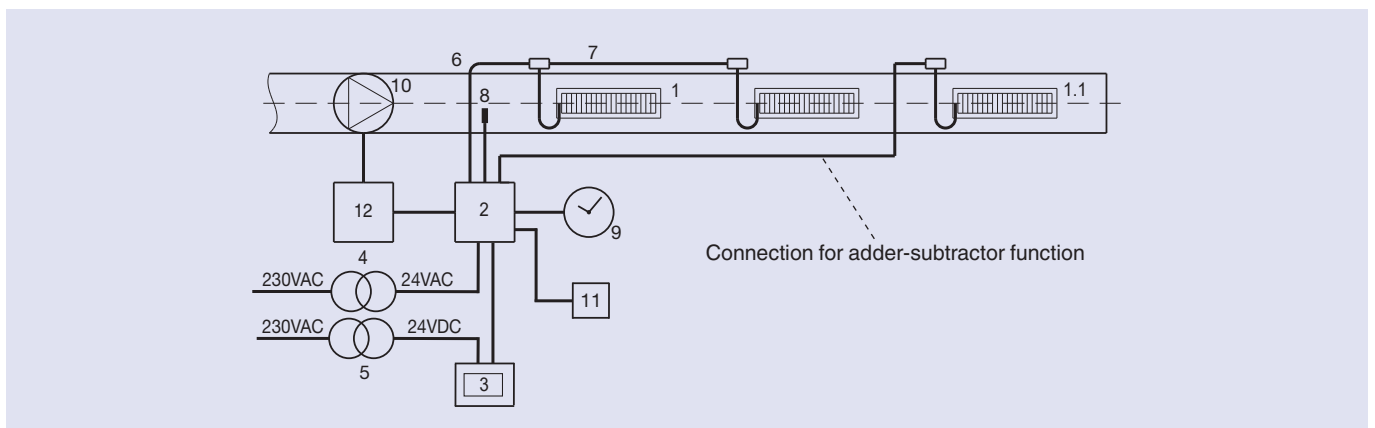 6
7
10
8
1
1.1
12
2
9
Connection for adder-subtractor function
4
230VAC
24VAC
11
230VAC
24VDC
5
3